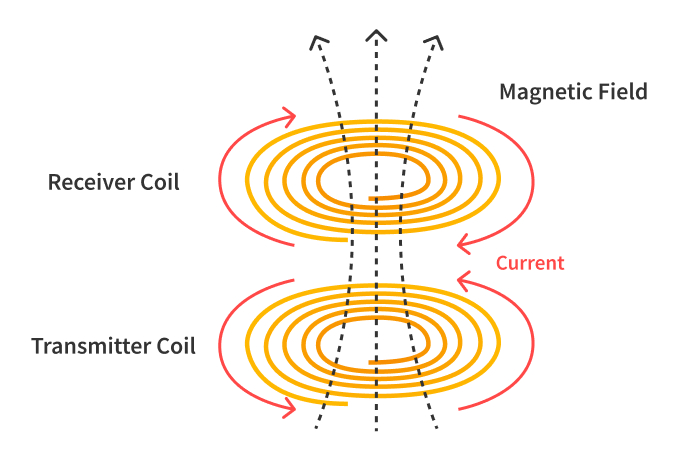 Magnetic Field
Receiver Coil
Current
Transmitter Coil